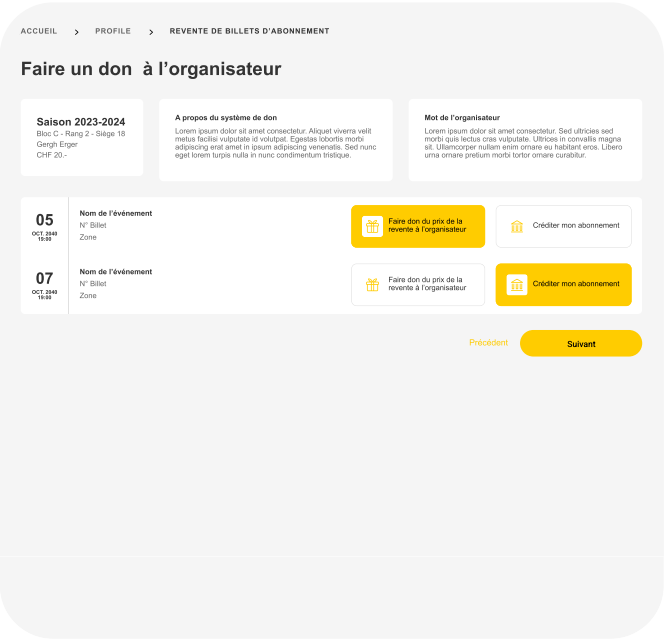 ACCUEIL > PROFILE > REVENTE DE BILLETS D'ABONNEMENT
Faire un don à l'organisateur
Saison 2023-2024
Bloc C - Rang 2 - Siège 18
Gergh Erger
CHF 20.-
A propos du système de don
Lorem ipsum dolor sit amet consectetur. Aliquet viverra velit
metus facilisi vulputate id volutpat. Egestas lobortis morbi
adipiscing erat amet in ipsum adipiscing venenatis. Sed nunc
eget lorem turpis nulla in nunc condimentum tristique.
Mot de l'organisateur
Lorem ipsum dolor sit amet consectetur. Sed ultricies sed
morbi quis lectus cras vulputate. Ultrices in convallis magna
sit. Ullamcorper nullam enim ornare eu habitant eros. Libero
urna ornare pretium morbi tortor ornare curabitur.
05
OCT. 2040
19:00
Nom de l'événement
N° Billet
Zone
Faire don du prix de la
revente à l'organisateur
Créditer mon abonnement
07
OCT. 2040
19:00
Nom de l'événement
N° Billet
Zone
Faire don du prix de la
revente à l'organisateur
Créditer mon abonnement
Précédent
Suivant